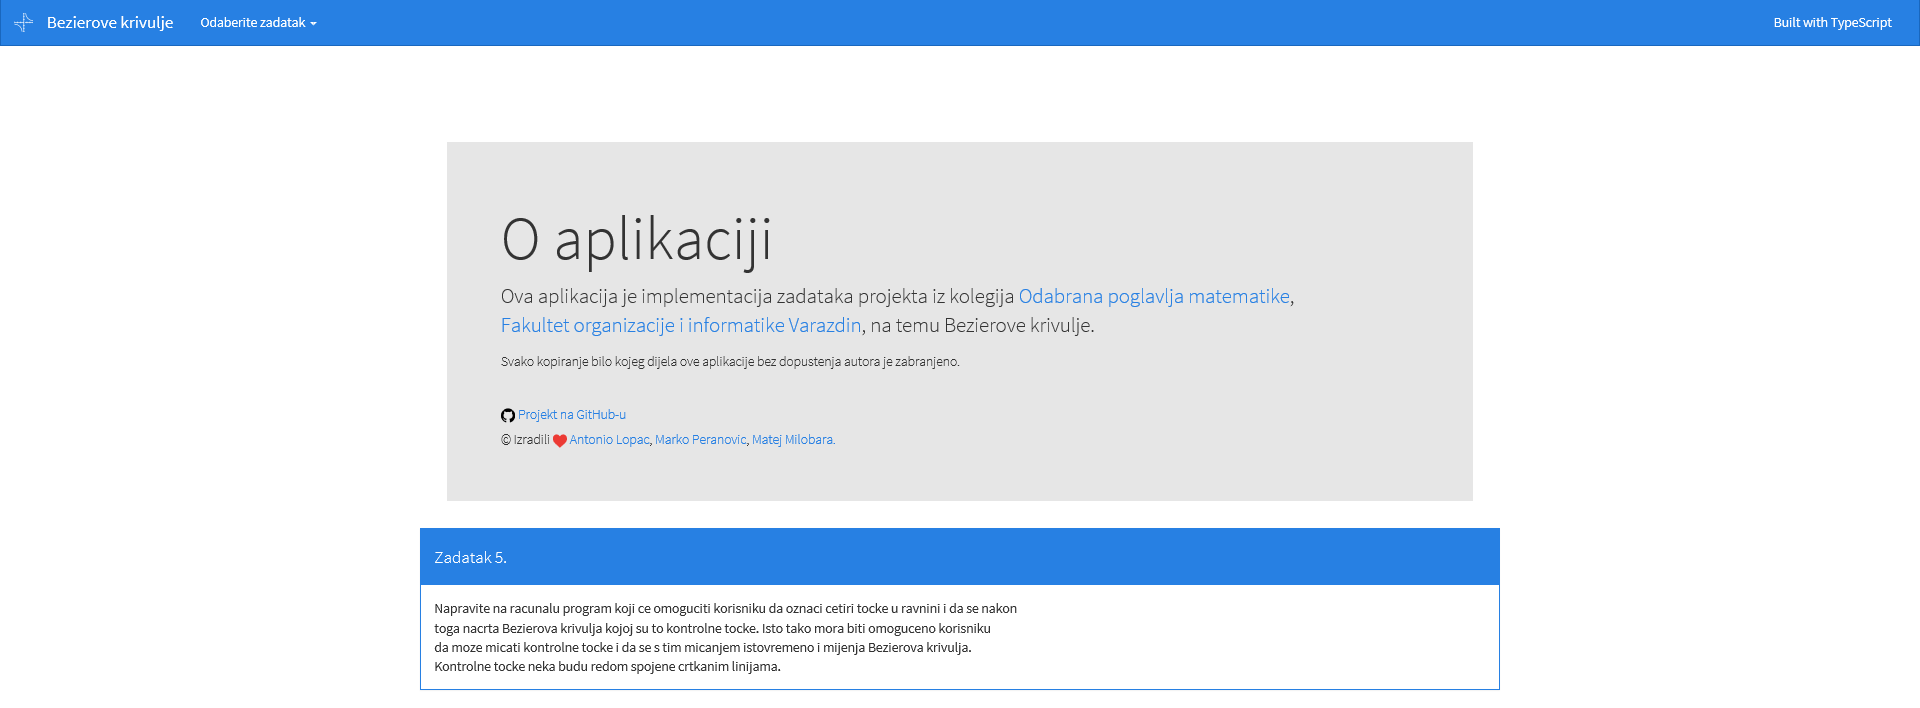 Bezierove krivulje Odaberite zadatak Built with TypeScript
O aplikaciji
Ova aplikacija je implementacija zadataka projekta iz kolegija Odabrana poglavlja matematike,
Fakultet organizacije i informatike Varazdin, na temu Bezierove krivulje.
Svako kopiranje bilo kojeg dijela ove aplikacije bez dopustenja autora je zabranjeno.
Projekt na GitHub-u
© Izradili Antonio Lopac, Marko Peranovic, Matej Milobara.
Zadatak 5.
Napravite na racunalu program koji ce omoguciti korisniku da oznaci cetiri tocke u ravnini i da se nakon
toga nacrta Bezierova krivulja kojoj su to kontrolne tocke. Isto tako mora biti omoguceno korisniku
da moze micati kontrolne tocke i da se s tim micanjem istovremeno i mijenja Bezierova krivulja.
Kontrolne tocke neka budu redom spojene crtkanim linijama.